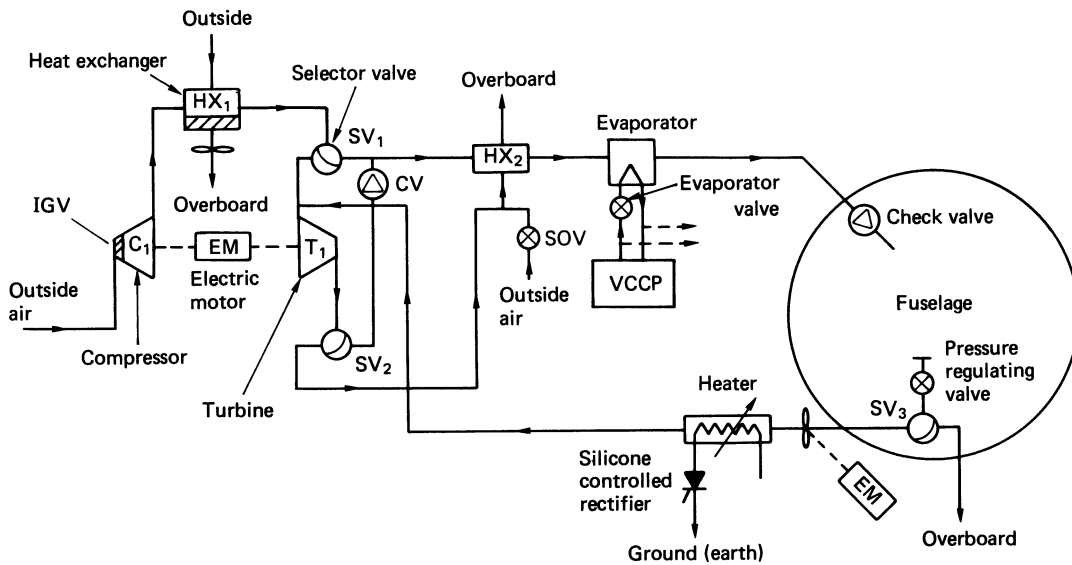 Outside
Heat exchanger
HX1
Selector valve
SV1
Overboard
HX2
Evaporator
Evaporator
valve
CV
SOV
Outside
air
VCCP
Check valve
Fuselage
Pressure
regulating
valve
SV3
EM
Overboard
IGV
C1
Overboard
EM
Electric
motor
T1
Outside
air
Compressor
SV2
Turbine
Heater
Silicone
controlled
rectifier
Ground (earth)